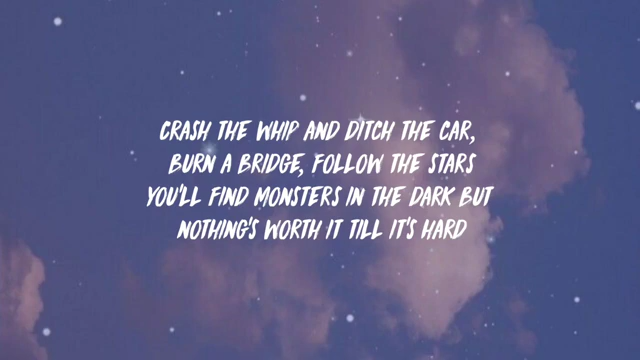 CRASH THE WHIP AND DITCH THE CAR,
BURN A BRIDGE, FOLLOW THE STARS
YOU'LL FIND MONSTERS IN THE DARK BUT
NOTHING'S WORTH IT TILL IT'S HARD